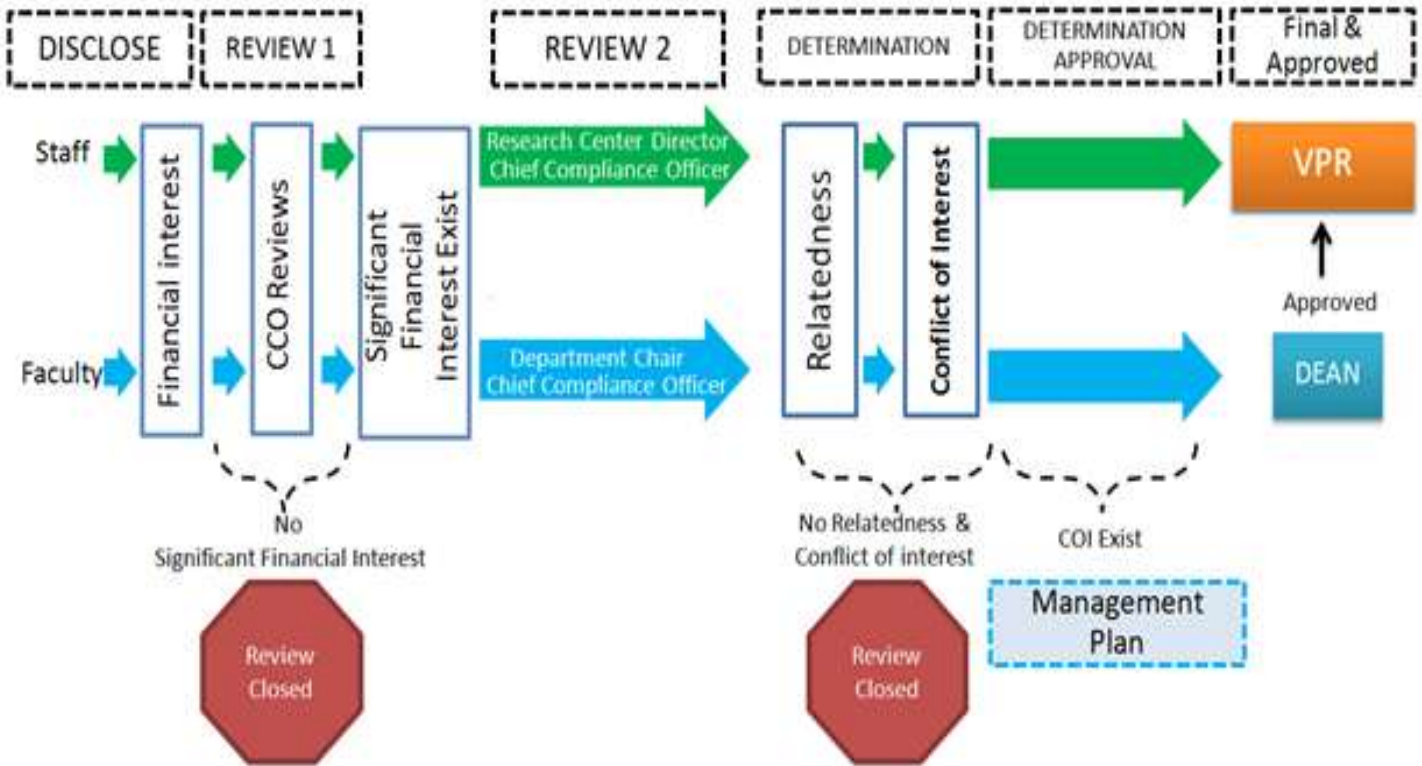 DISCLOSE
REVIEW 1
REVIEW 2
DETERMINATION
DETERMINATION
APPROVAL
Final &
Approved
Staff
Faculty
Financial interest
CCO Reviews
Significant
Financial
Interest Exist
Research Center Director
Chief Compliance Officer
Department Chair
Chief Compliance Officer
Relatedness
Conflict of Interest
VPR
Approved
DEAN
No
Significant Financial Interest
Review
Closed
No Relatedness &
Conflict of interest
Review
Closed
COI Exist
Management
Plan